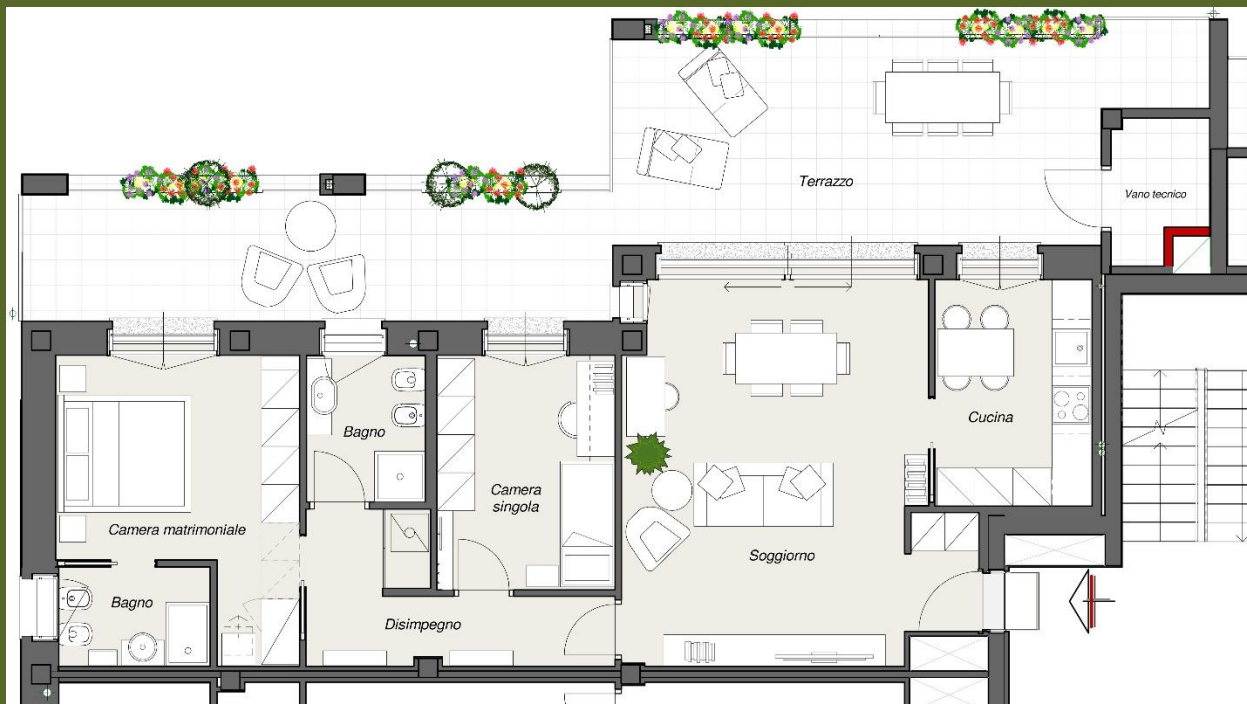 Terrazzo
Vano tecnico
Cucina
Bagno
Camera
singola
Camera matrimoniale
Soggiorno
Bagno
Disimpegno